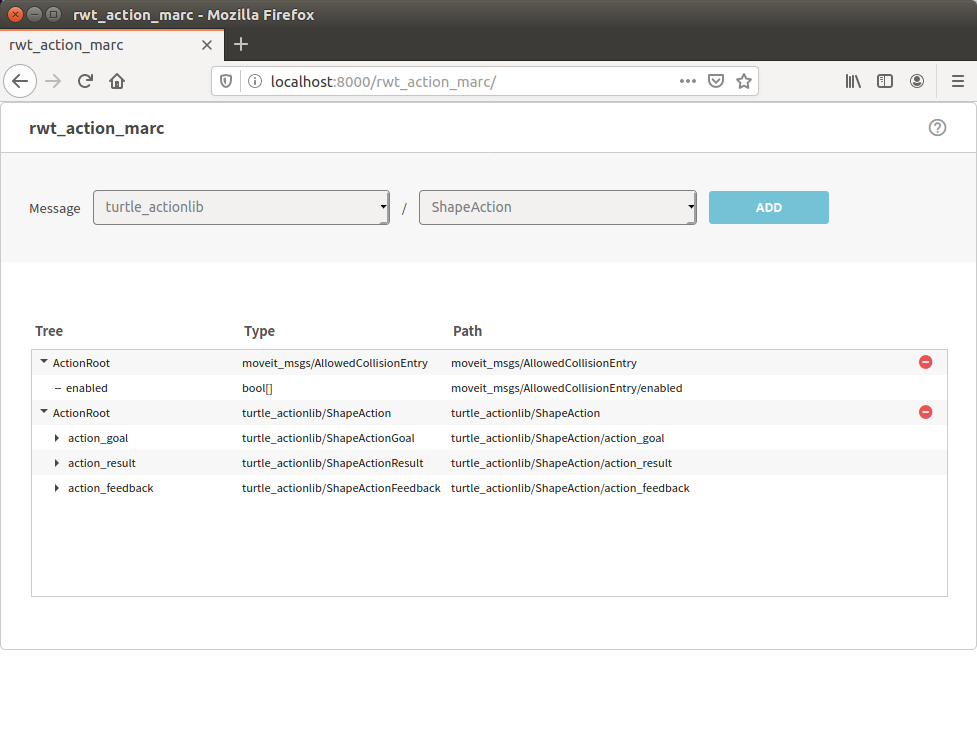 rwt_action_marc - Mozilla Firefox
rwt_action_marc
localhost:8000/rwt_action_marc/
rwt_action_marc
Message turtle_actionlib / ShapeAction ADD
Tree Type Path
ActionRoot moveit_msgs/AllowedCollisionEntry moveit_msgs/AllowedCollisionEntry
enabled bool[] moveit_msgs/AllowedCollisionEntry/enabled
ActionRoot turtle_actionlib/ShapeAction turtle_actionlib/ShapeAction
action_goal turtle_actionlib/ShapeActionGoal turtle_actionlib/ShapeAction/action_goal
action_result turtle_actionlib/ShapeActionResult turtle_actionlib/ShapeAction/action_result
action_feedback turtle_actionlib/ShapeActionFeedback turtle_actionlib/ShapeAction/action_feedback